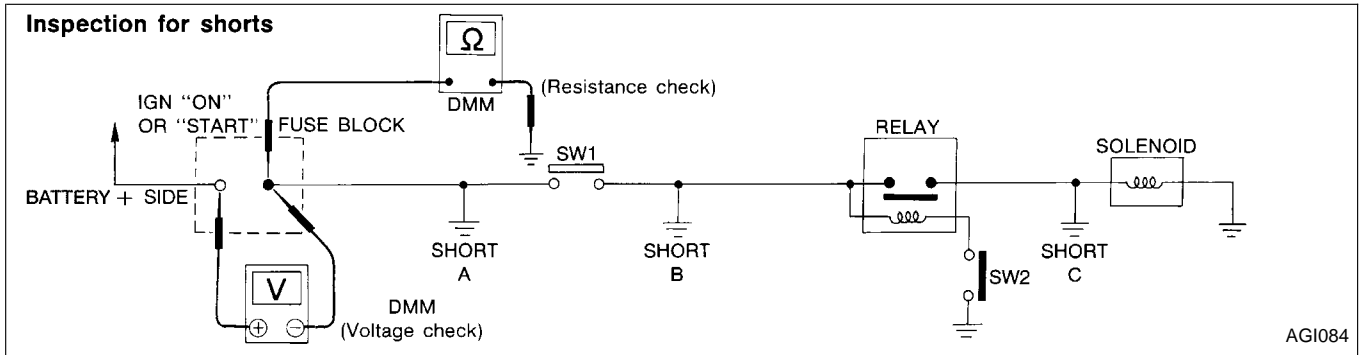 Inspection for shorts
Ω
DMM
(Resistance check)
IGN "ON"
OR "START"
FUSE BLOCK
BATTERY + SIDE
SW1
RELAY
SOLENOID
SHORT
A
SHORT
B
SHORT
C
SW2
V
+ −
DMM
(Voltage check)
AGI084